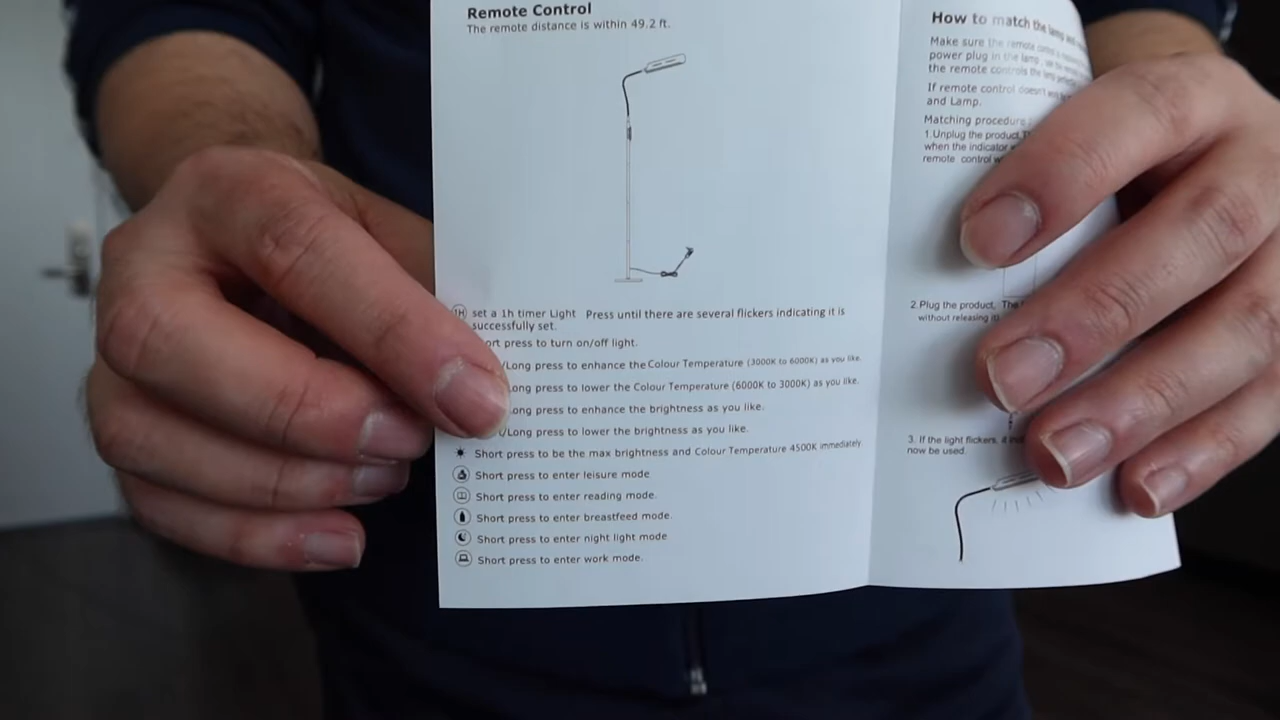 Remote Control
The remote distance is within 49.2 ft.
set a 1h timer Light Press until there are several flickers indicating it is
successfully set.
press to turn on/off light.
/Long press to enhance the Colour Temperature (3000K to 6000K) as you like.
press to lower the Colour Temperature (6000K to 3000K) as you like.
press to enhance the brightness as you like.
/Long press to lower the brightness as you like.
Short press to be the max brightness and Colour Temperature 4500K immediately
Short press to enter leisure mode
Short press to enter reading mode.
Short press to enter breastfeed mode.
Short press to enter night light mode
Short press to enter work mode.
How to match the lamp and
Make sure the remote control is
power plug in the lamp,
the remote controls the lamp
If remote control doesn't
and Lamp.
Matching procedure
1.Unplug the product.
when the indicator
remote control
2.Plug the product. The
without releasing
3. If the light flickers, it
now be used.